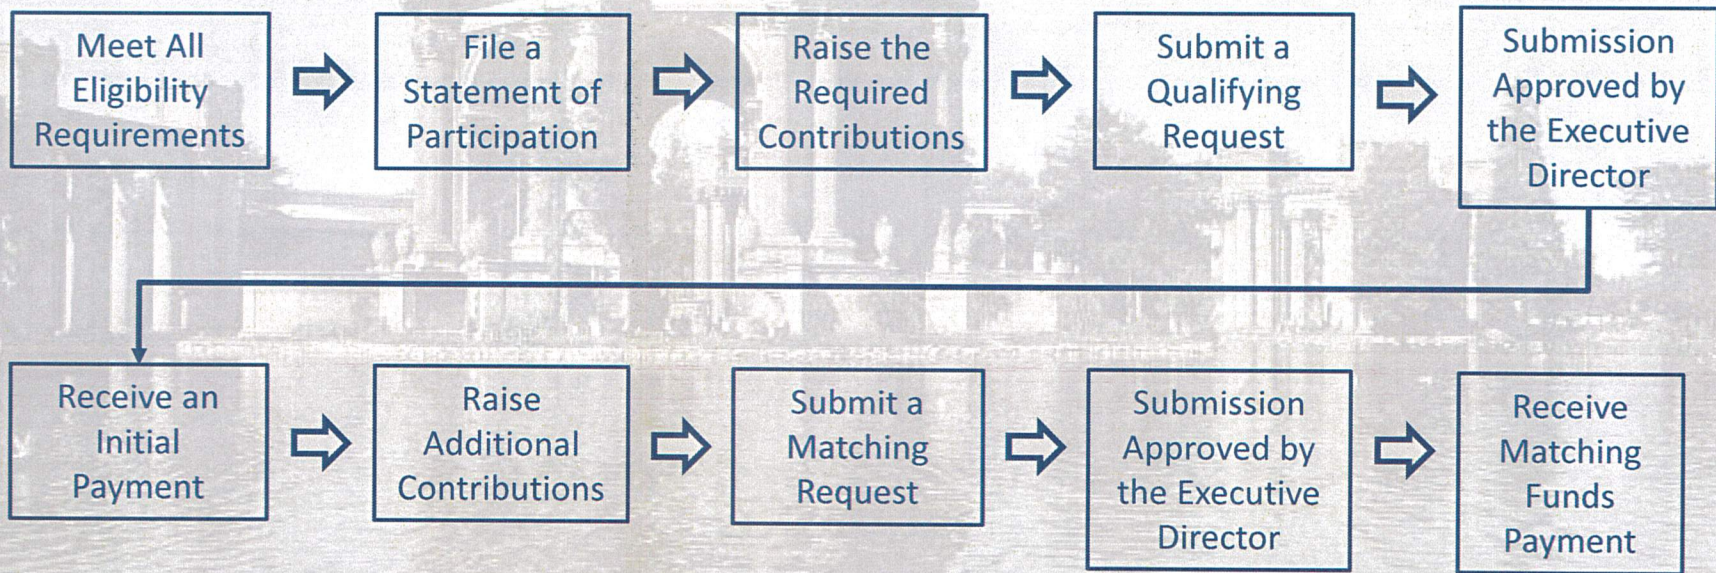 Meet All
Eligibility
Requirements
File a
Statement of
Participation
Raise the
Required
Contributions
Submit a
Qualifying
Request
Submission
Approved by
the Executive
Director
Receive an
Initial
Payment
Raise
Additional
Contributions
Submit a
Matching
Request
Submission
Approved by
the Executive
Director
Receive
Matching
Funds
Payment